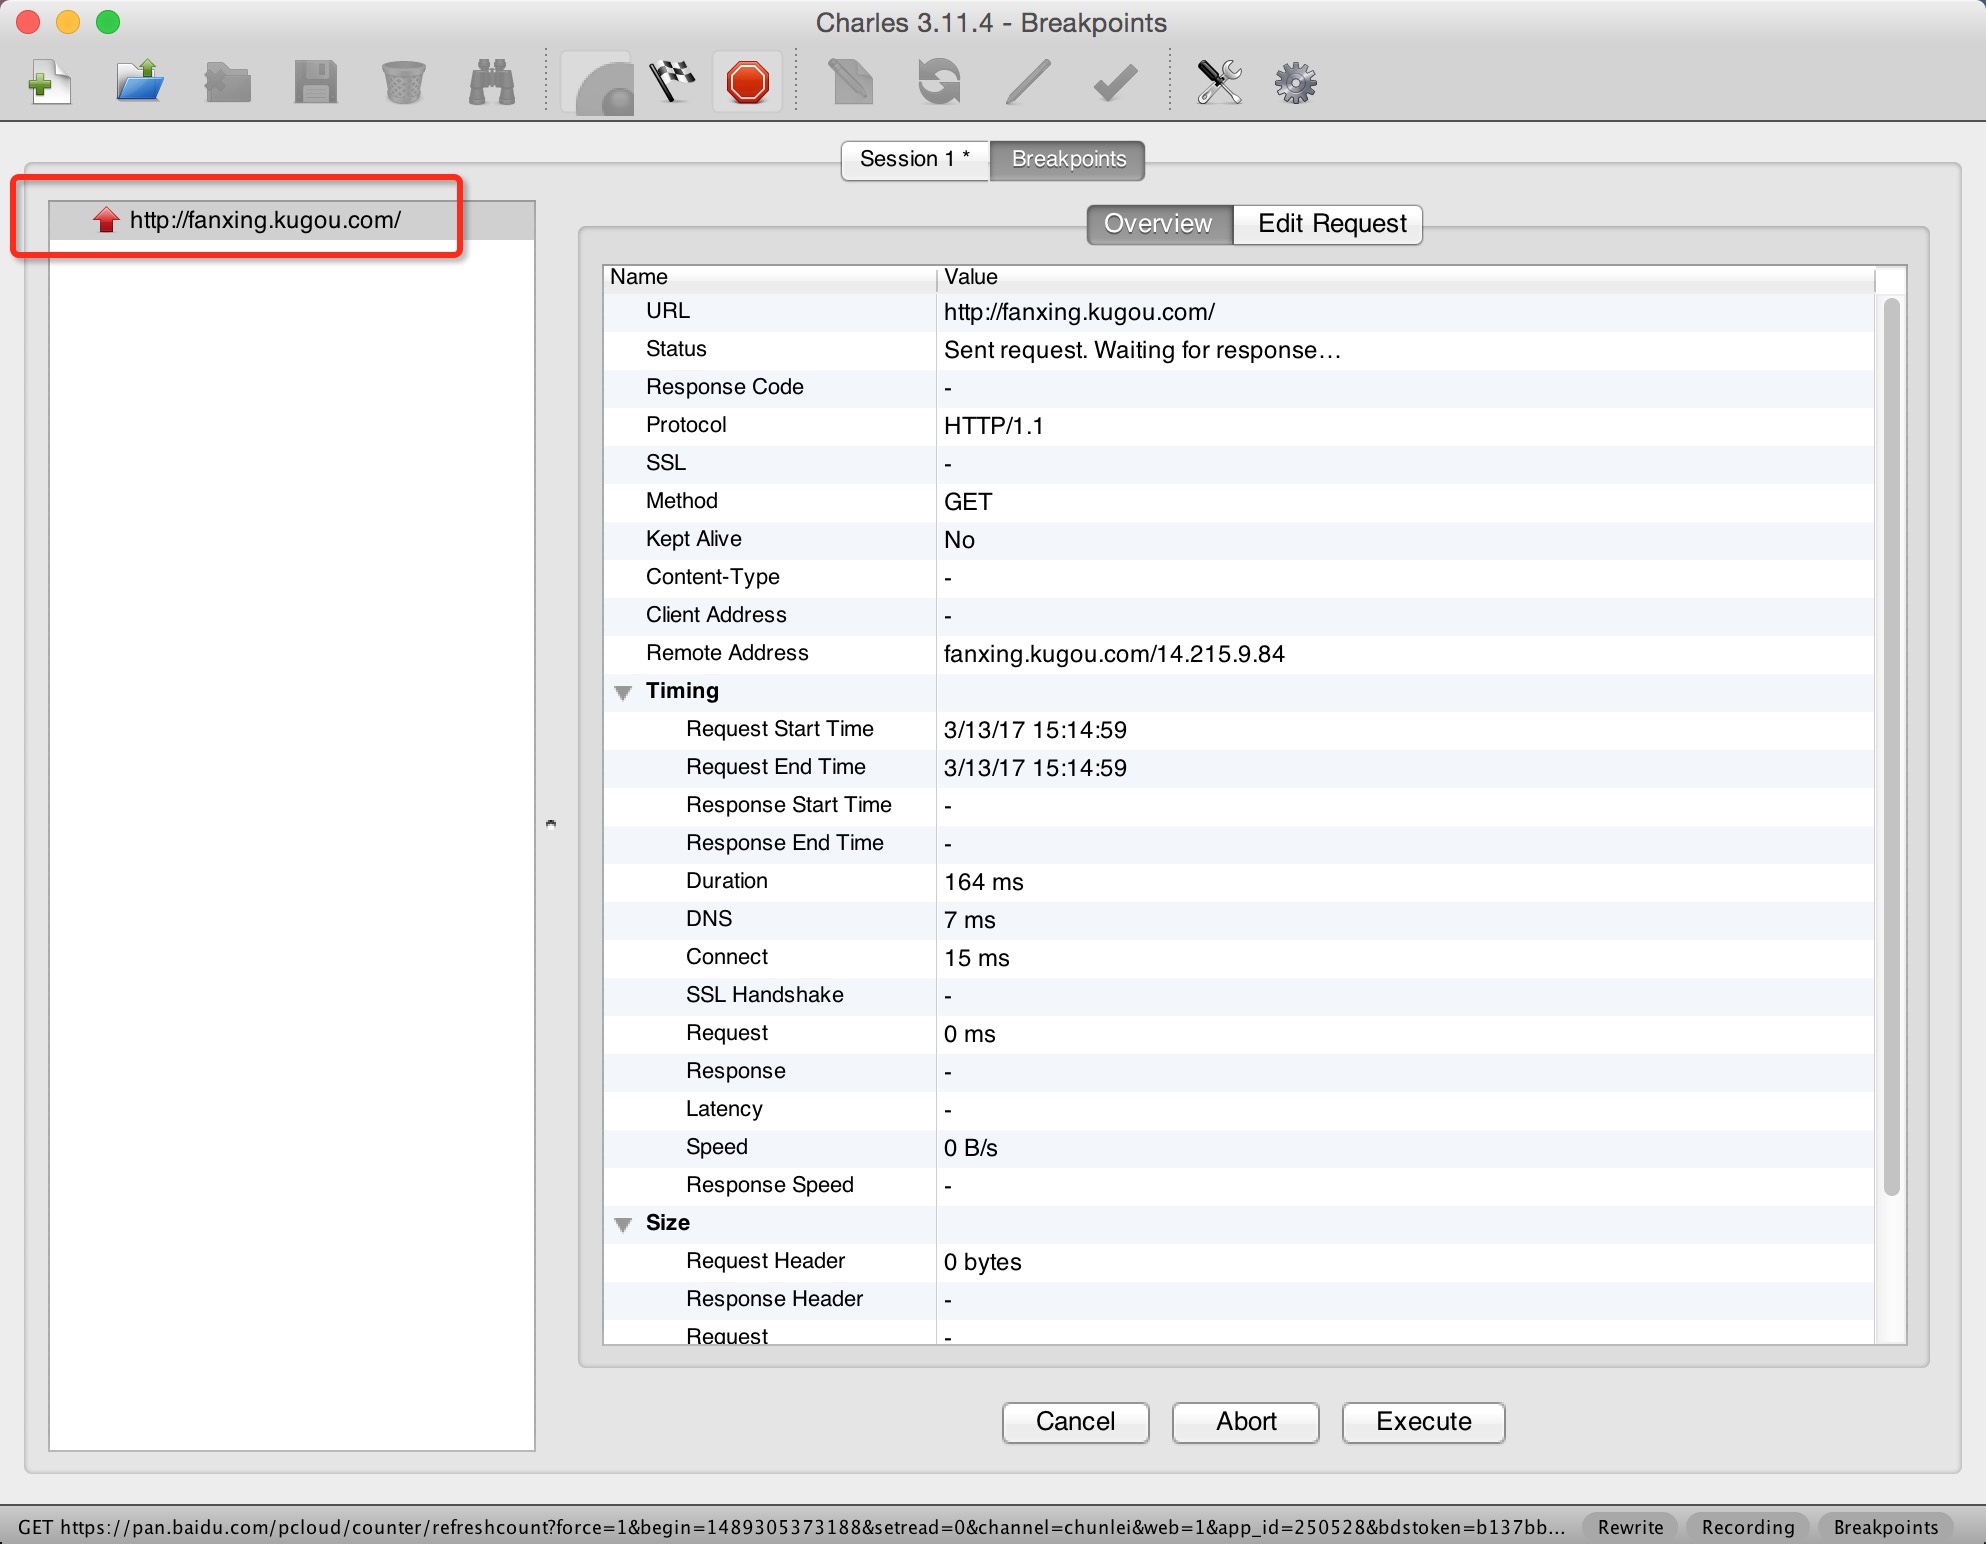 Charles 3.11.4 - Breakpoints
Session 1 *
Breakpoints
http://fanxing.kugou.com/
Overview
Edit Request
Name Value
URL http://fanxing.kugou.com/
Status Sent request. Waiting for response…
Response Code -
Protocol HTTP/1.1
SSL -
Method GET
Kept Alive No
Content-Type -
Client Address -
Remote Address fanxing.kugou.com/14.215.9.84
Timing
Request Start Time 3/13/17 15:14:59
Request End Time 3/13/17 15:14:59
Response Start Time -
Response End Time -
Duration 164 ms
DNS 7 ms
Connect 15 ms
SSL Handshake -
Request 0 ms
Response -
Latency -
Speed 0 B/s
Response Speed -
Size
Request Header 0 bytes
Response Header -
Request -
Cancel
Abort
Execute
GET https://pan.baidu.com/pcloud/counter/refreshcount?force=1&begin=1489305373188&setread=0&channel=chunlei&web=1&app_id=250528&bdstoken=b137bb... Rewrite Recording Breakpoints